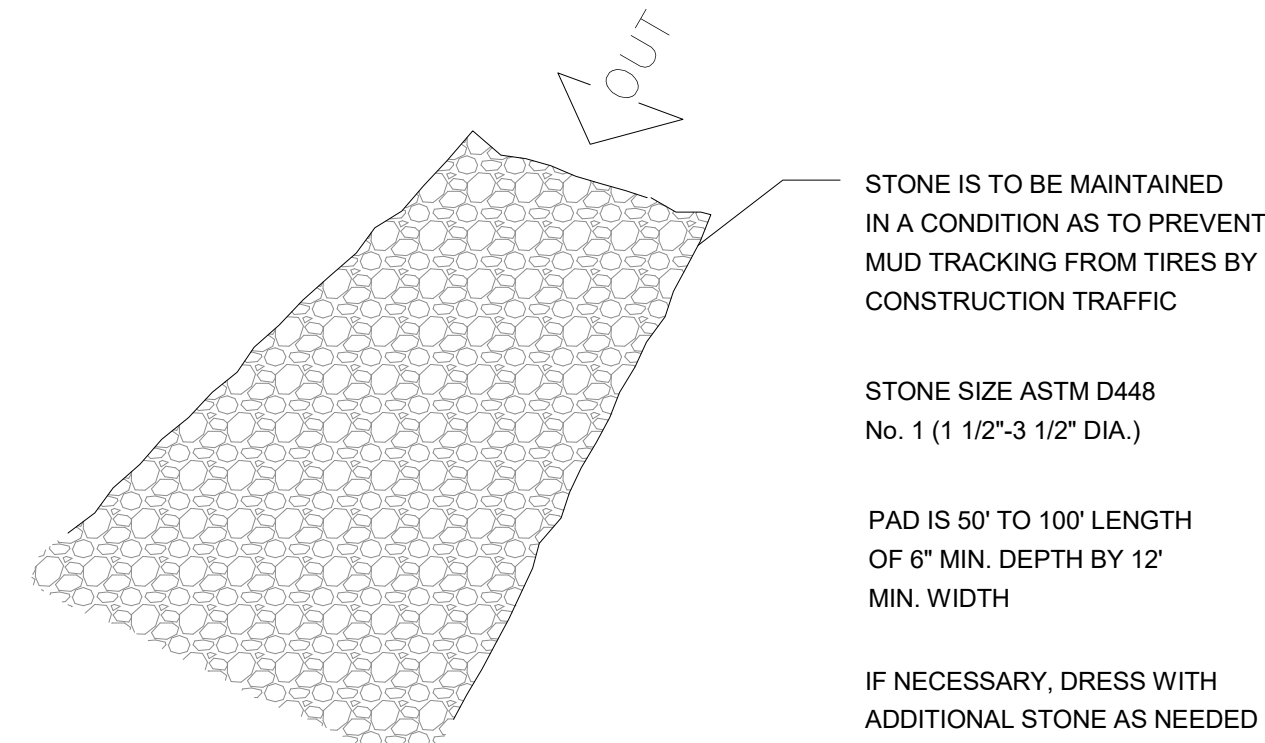 OUT
STONE IS TO BE MAINTAINED
IN A CONDITION AS TO PREVENT
MUD TRACKING FROM TIRES BY
CONSTRUCTION TRAFFIC
STONE SIZE ASTM D448
No. 1 (1 1/2"-3 1/2" DIA.)
PAD IS 50' TO 100' LENGTH
OF 6" MIN. DEPTH BY 12'
MIN. WIDTH
IF NECESSARY, DRESS WITH
ADDITIONAL STONE AS NEEDED